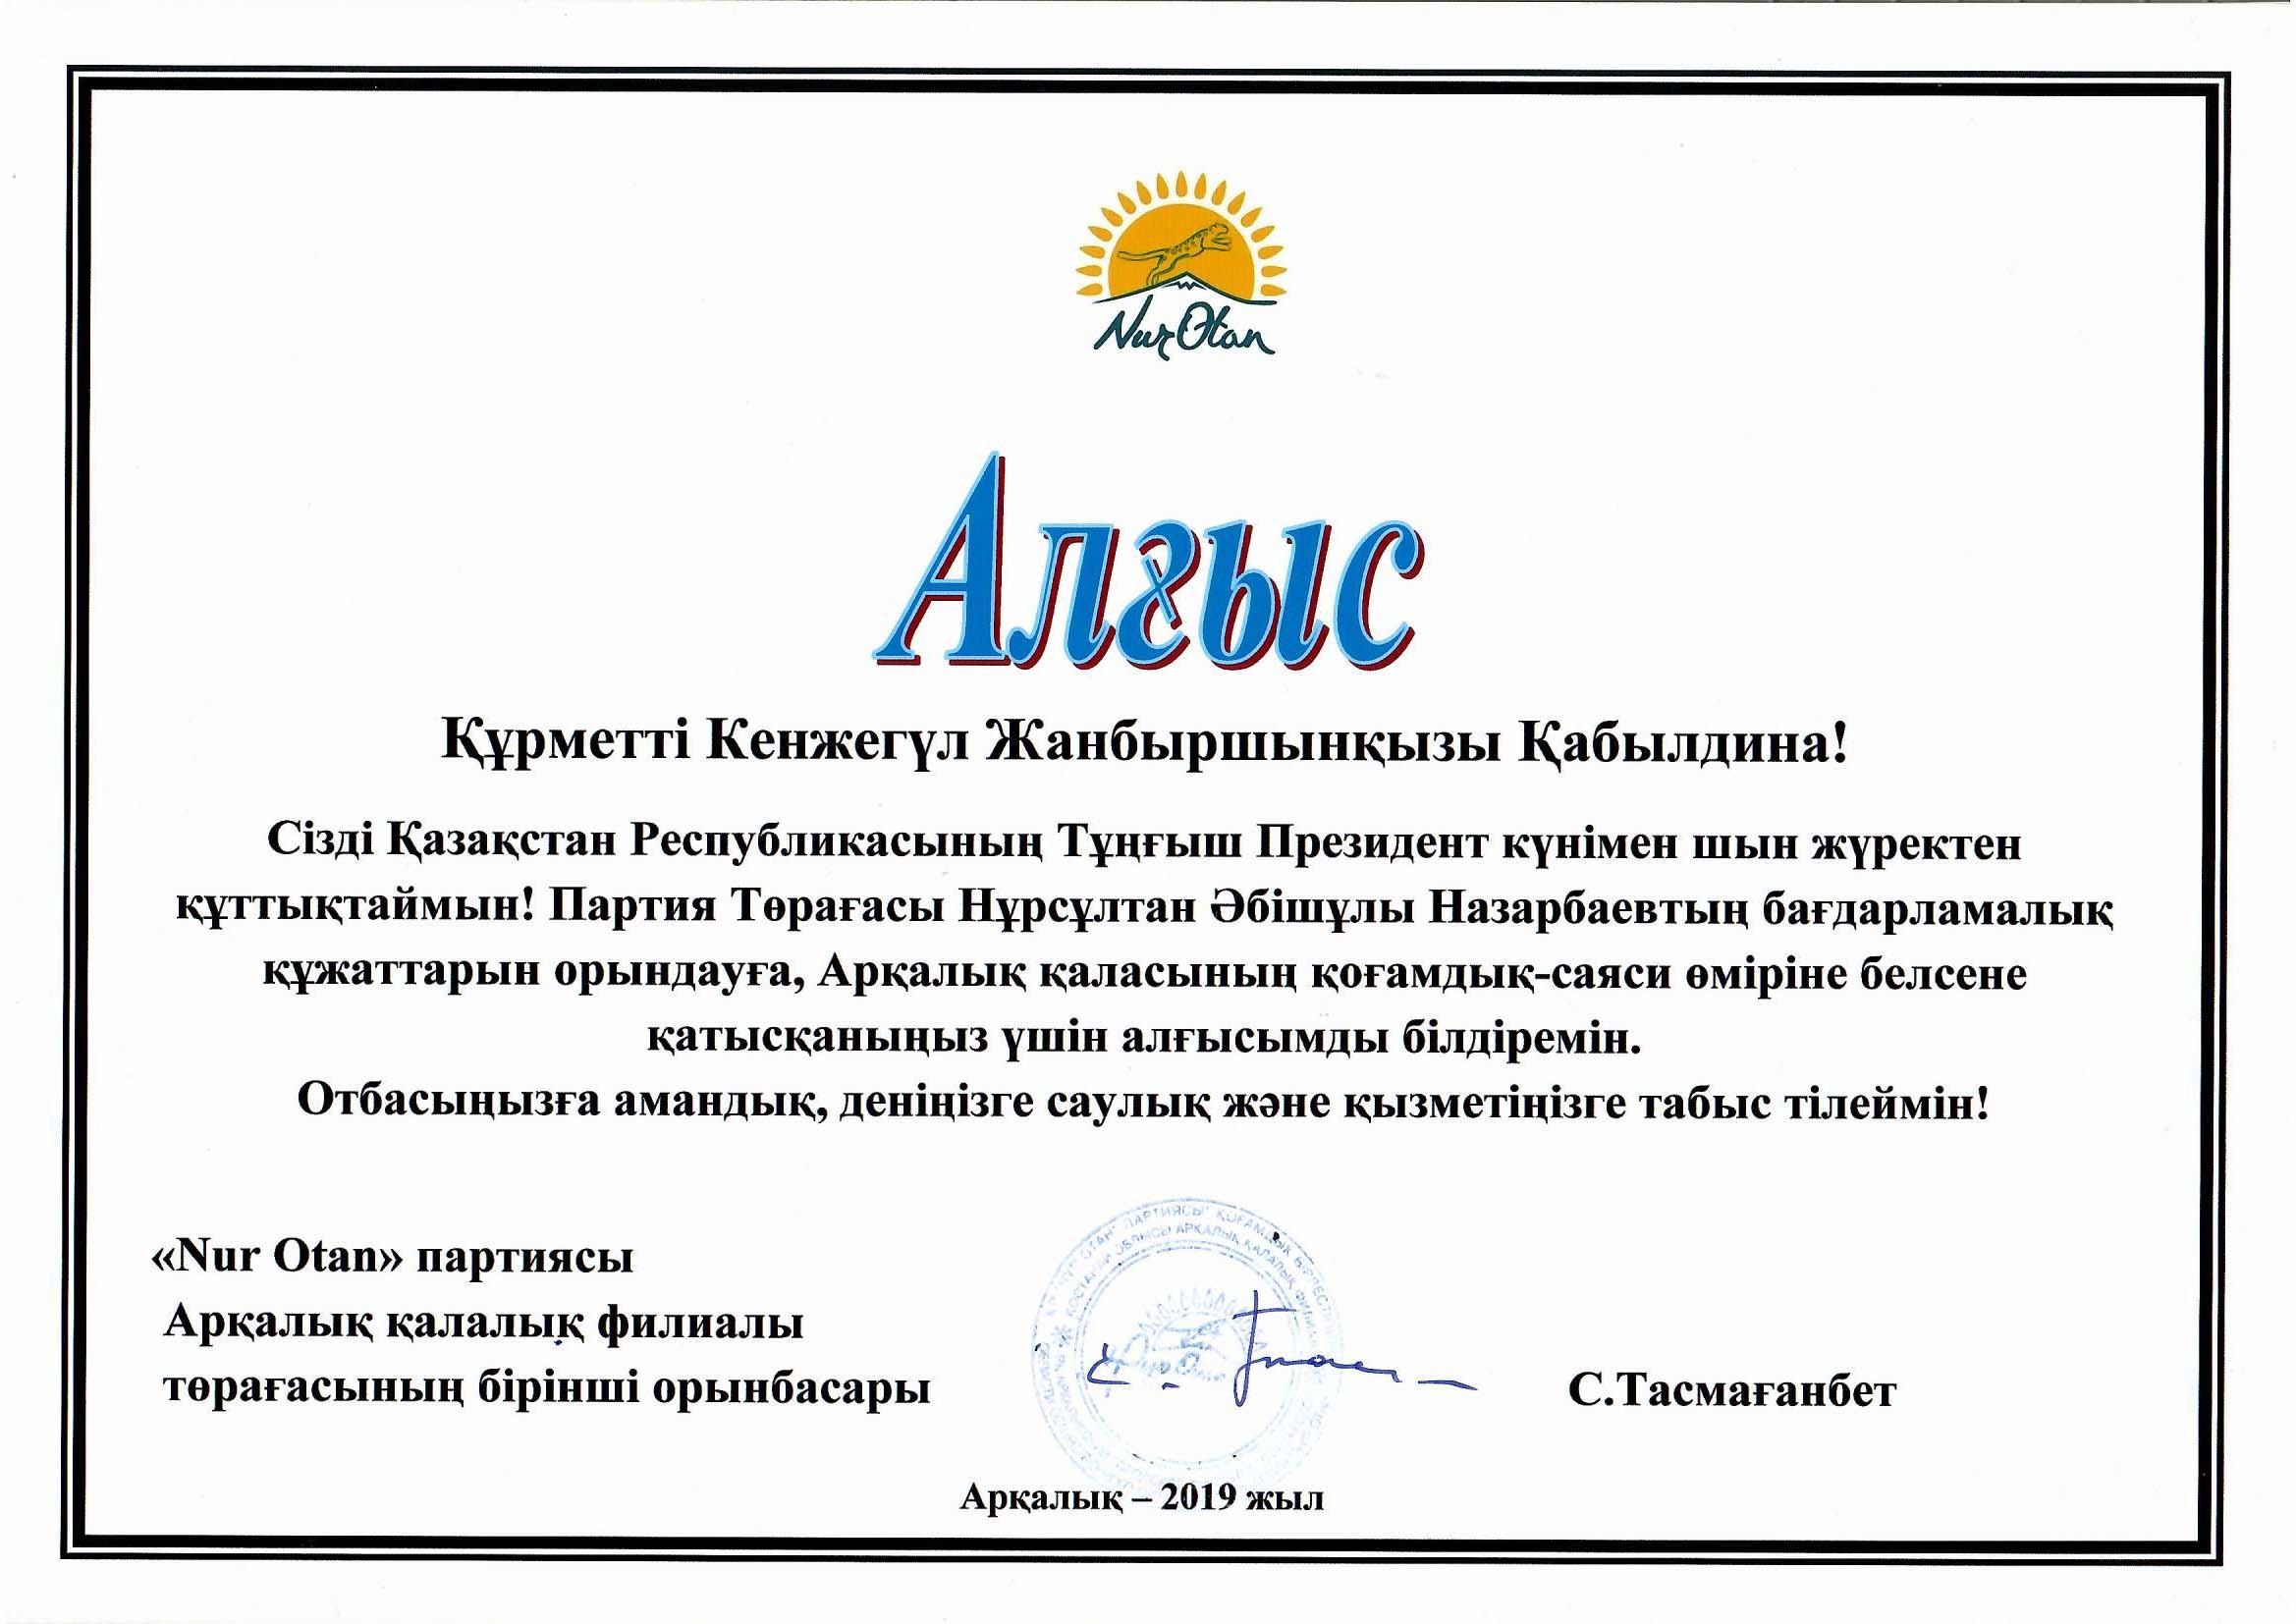 Nur Otan
Алғыс
Құрметті Кенжегүл Жанбыршынқызы Қабылдина!
Сізді Қазақстан Республикасының Тұңғыш Президент күнімен шын жүректен
құттықтаймын! Партия Төрағасы Нұрсұлтан Әбішұлы Назарбаевтың бағдарламалық
құжаттарын орындауға, Арқалық қаласының қоғамдық-саяси өміріне белсене
қатысқаныңыз үшін алғысымды білдіремін.
Отбасыңызға амандық, деніңізге саулық және қызметіңізге табыс тілеймін!
«Nur Otan» партиясы
Арқалық қалалық филиалы
төрағасының бірінші орынбасары
С.Тасмағанбет
Арқалық – 2019 жыл